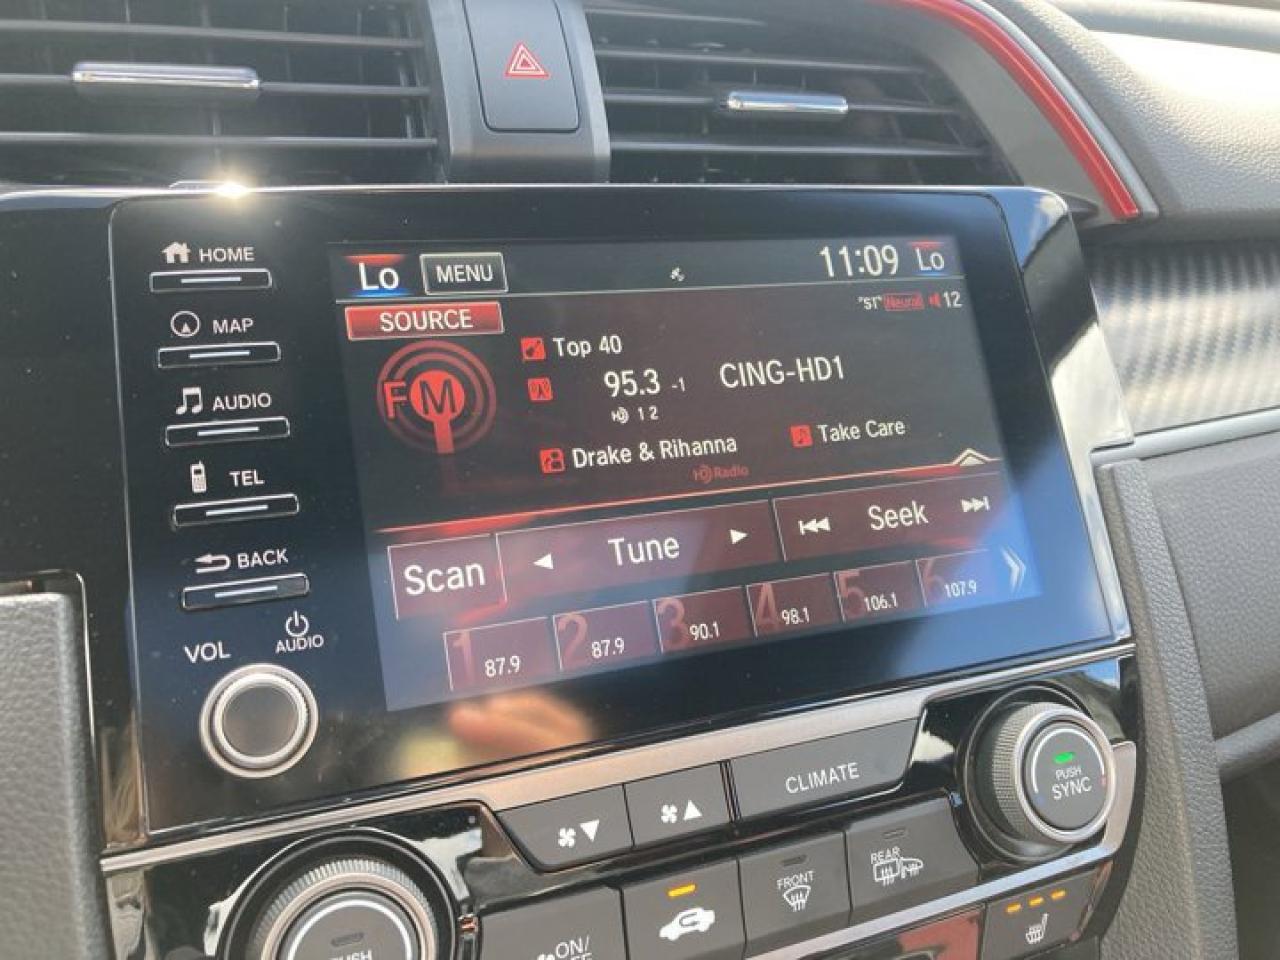 HOME
MAP
AUDIO
TEL
BACK
VOL
AUDIO
Lo MENU 11:09 Lo
SOURCE "ST" Neural 12
FM
Top 40
95.3 -1 CING-HD1
HD 1 2
Drake & Rihanna Take Care
HD Radio
Scan Tune Seek
1 87.9 2 87.9 3 90.1 4 98.1 5 106.1 6 107.9
CLIMATE
PUSH
SYNC
FRONT
REAR
ON/
PUSH